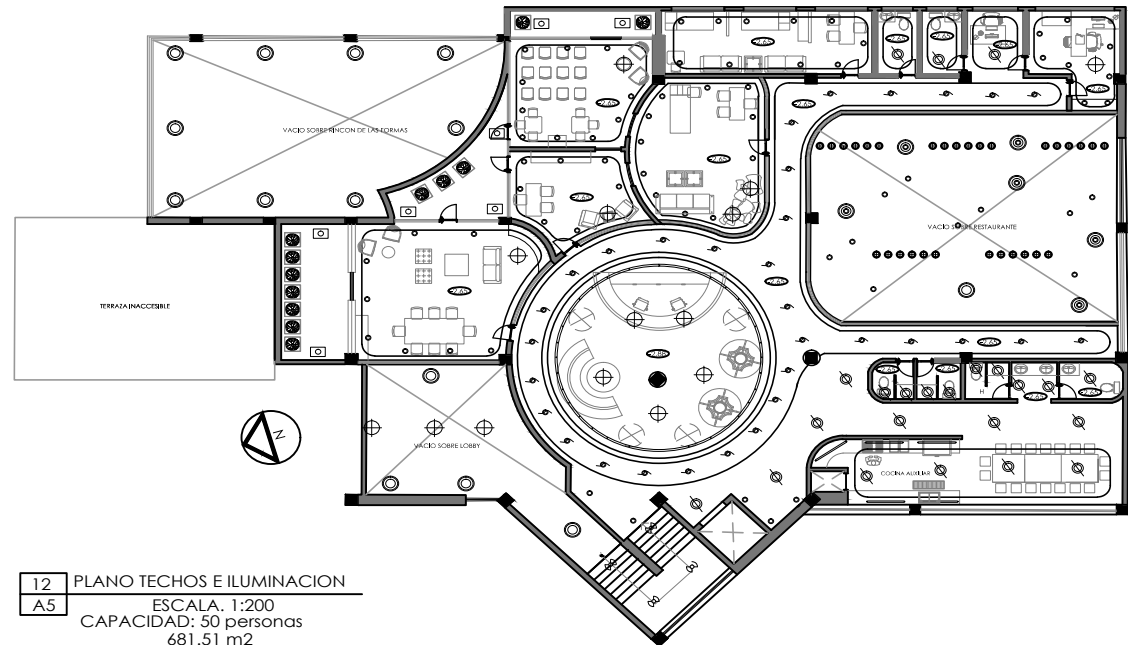 VACIO SOBRE RINCON DE LAS FORMAS
VACIO SOBRE RESTAURANTE
TERRAZA INACCESIBLE
N
VACIO SOBRE LOBBY
H
COCINA AUXILIAR
12 PLANO TECHOS E ILUMINACION
A5 ESCALA. 1:200
CAPACIDAD: 50 personas
681.51 m2